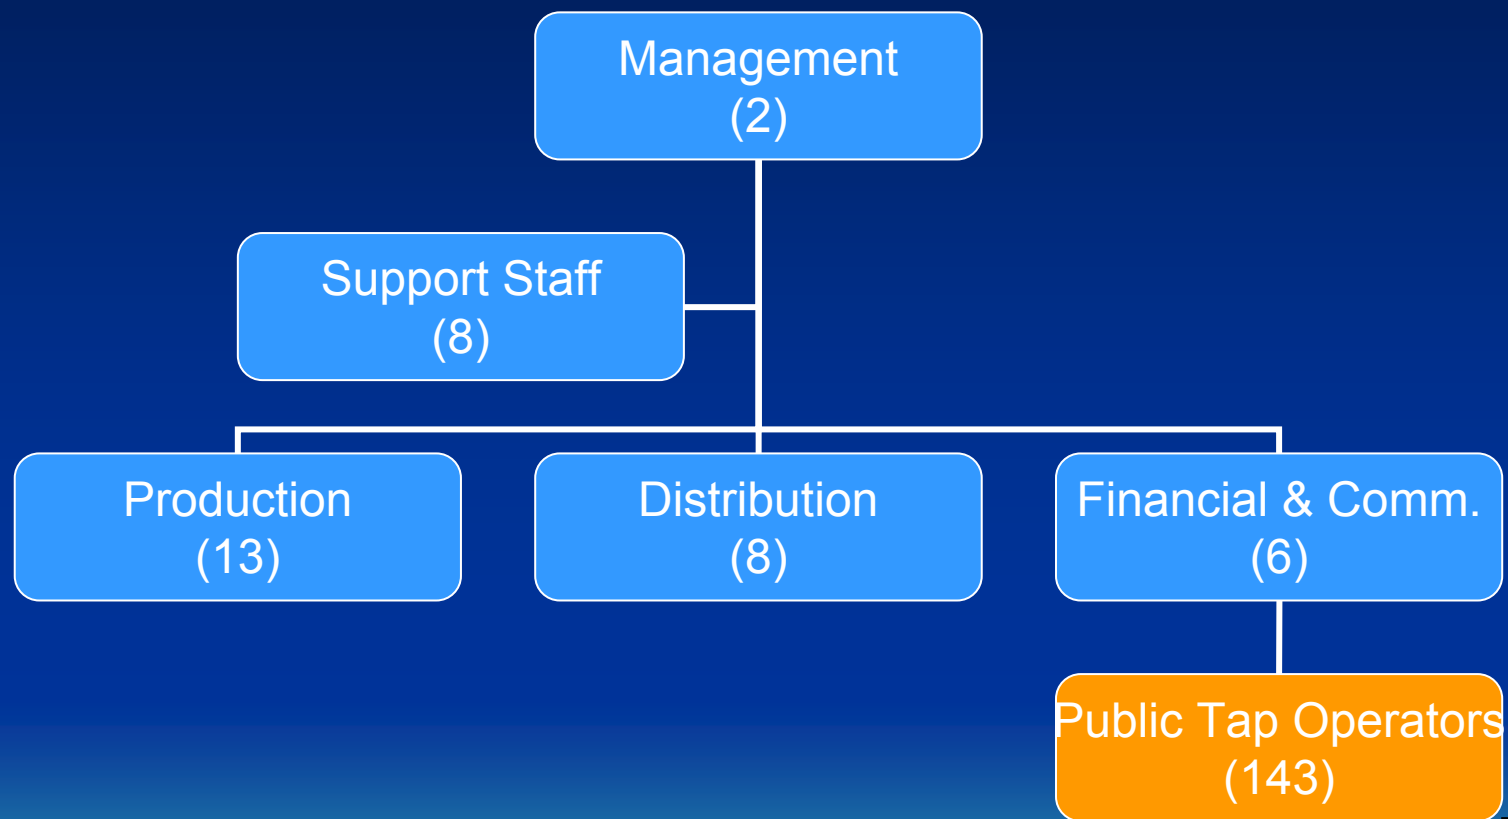 Management
(2)
Support Staff
(8)
Production
(13)
Distribution
(8)
Financial & Comm.
(6)
Public Tap Operators
(143)